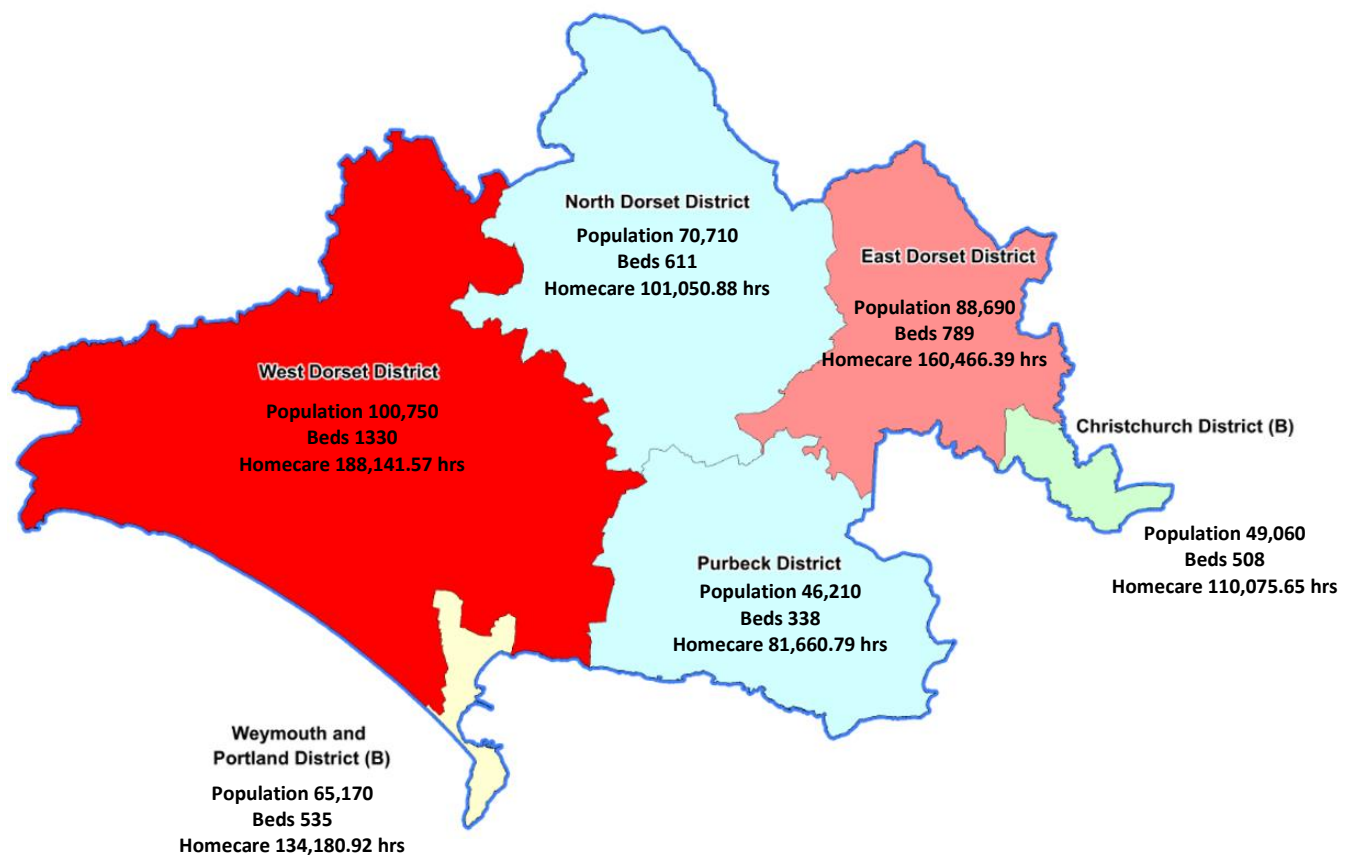 North Dorset District
Population 70,710
Beds 611
Homecare 101,050.88 hrs
East Dorset District
Population 88,690
Beds 789
Homecare 160,466.39 hrs
West Dorset District
Population 100,750
Beds 1330
Homecare 188,141.57 hrs
Christchurch District (B)
Population 49,060
Beds 508
Homecare 110,075.65 hrs
Purbeck District
Population 46,210
Beds 338
Homecare 81,660.79 hrs
Weymouth and
Portland District (B)
Population 65,170
Beds 535
Homecare 134,180.92 hrs